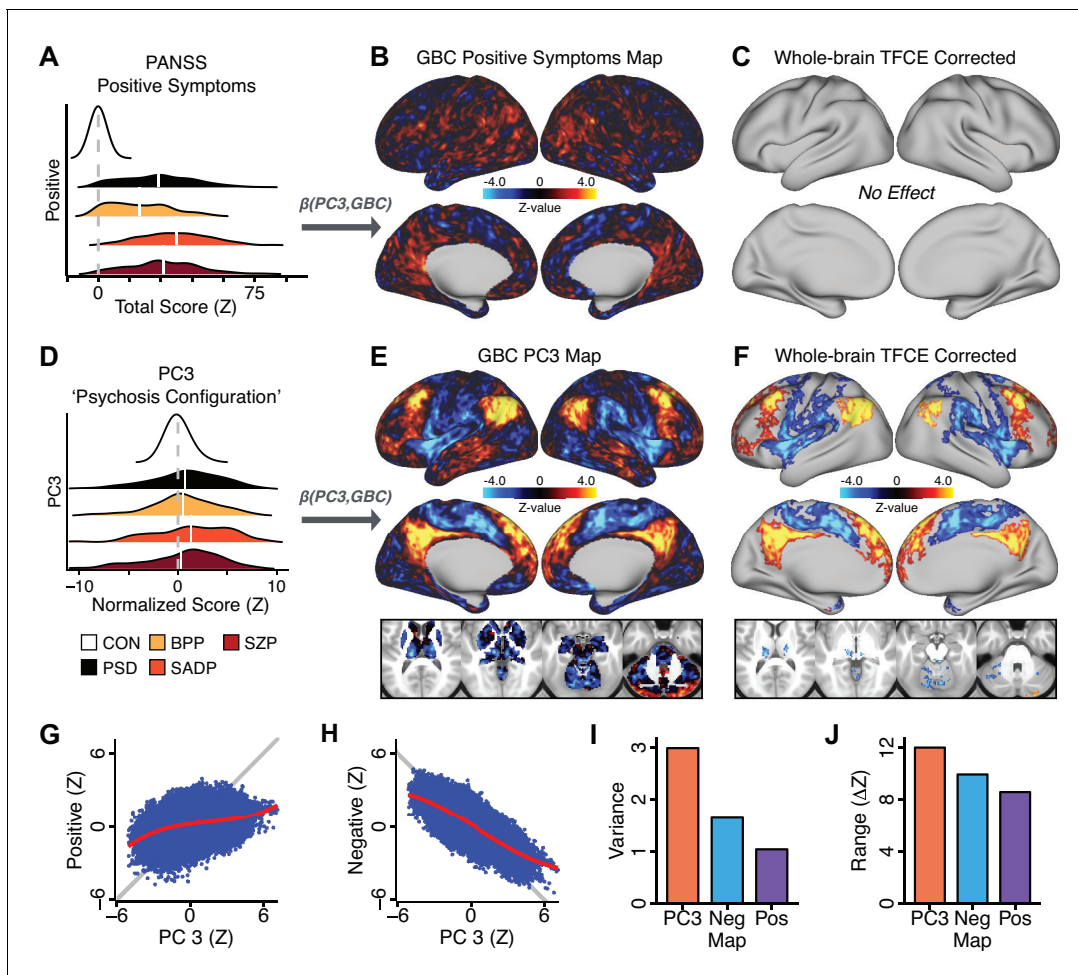 A
PANSS
Positive Symptoms
Positive
0
75
Total Score (Z)
β(PC3,GBC)
B
GBC Positive Symptoms Map
-4.0
0
4.0
Z-value
C
Whole-brain TFCE Corrected
No Effect
D
PC3
'Psychosis Configuration'
PC3
-10
0
10
Normalized Score (Z)
CON
BPP
SZP
PSD
SADP
β(PC3,GBC)
E
GBC PC3 Map
-4.0
0
4.0
Z-value
F
Whole-brain TFCE Corrected
-4.0
0
4.0
Z-value
G
Positive (Z)
6
0
−6
−6
0
6
PC 3 (Z)
H
Negative (Z)
6
0
−6
−6
0
6
PC 3 (Z)
I
Variance
3
2
1
0
PC3
Neg
Pos
Map
J
Range (ΔZ)
12
8
4
0
PC3
Neg
Pos
Map